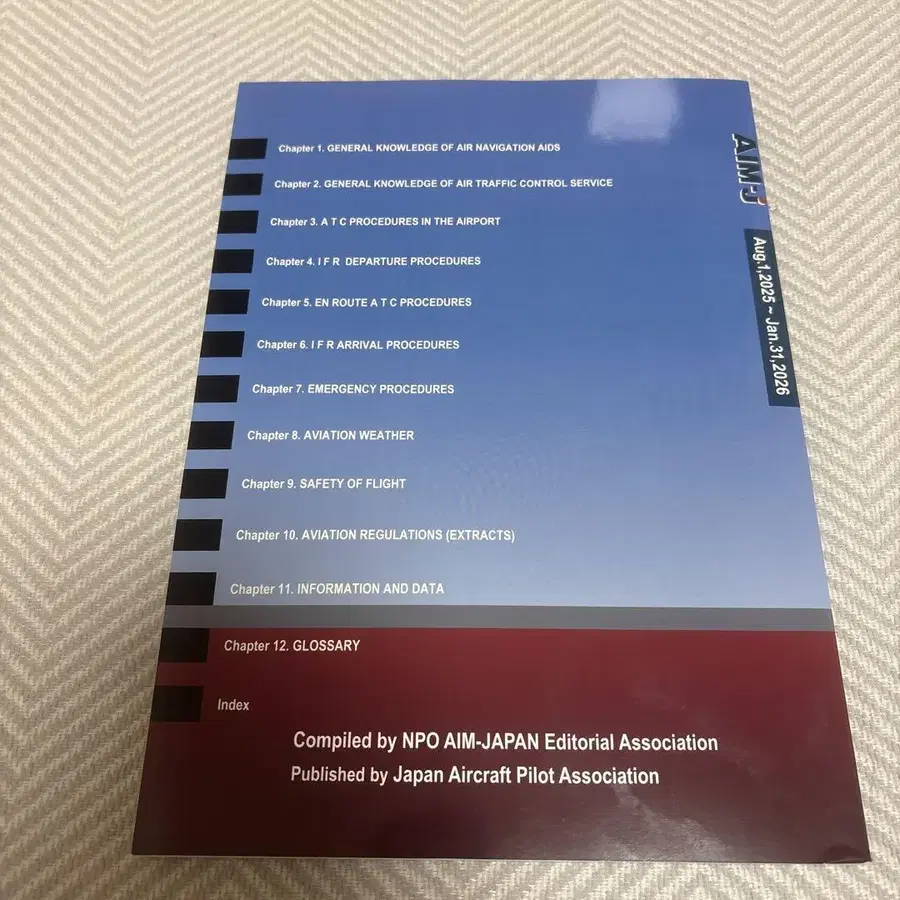 Chapter 1. GENERAL KNOWLEDGE OF AIR NAVIGATION AIDS
Chapter 2. GENERAL KNOWLEDGE OF AIR TRAFFIC CONTROL SERVICE
Chapter 3. A T C PROCEDURES IN THE AIRPORT
Chapter 4. I F R DEPARTURE PROCEDURES
Chapter 5. EN ROUTE A T C PROCEDURES
Chapter 6. I F R ARRIVAL PROCEDURES
Chapter 7. EMERGENCY PROCEDURES
Chapter 8. AVIATION WEATHER
Chapter 9. SAFETY OF FLIGHT
Chapter 10. AVIATION REGULATIONS (EXTRACTS)
Chapter 11. INFORMATION AND DATA
Chapter 12. GLOSSARY
Index
Compiled by NPO AIM-JAPAN Editorial Association
Published by Japan Aircraft Pilot Association
AIM-J
Aug.1,2025 ~ Jan.31,2026